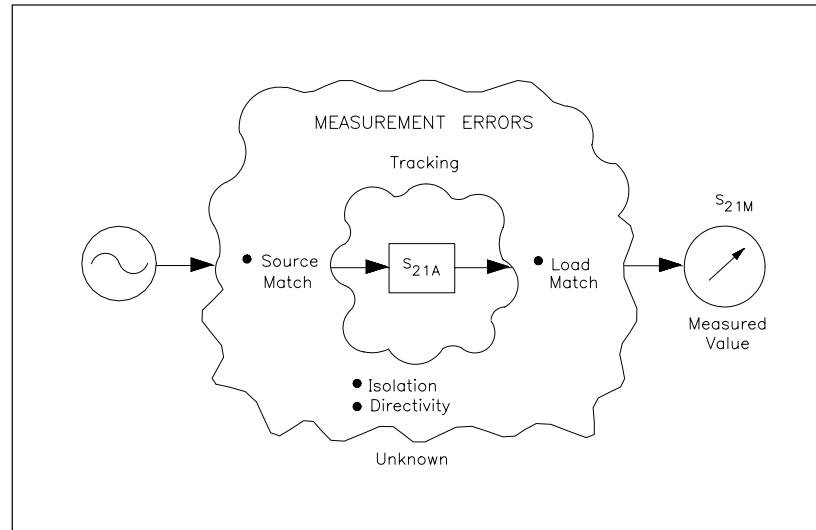 MEASUREMENT ERRORS
Tracking
S21M
Source
Match
S21A
Load
Match
Measured
Value
Isolation
Directivity
Unknown